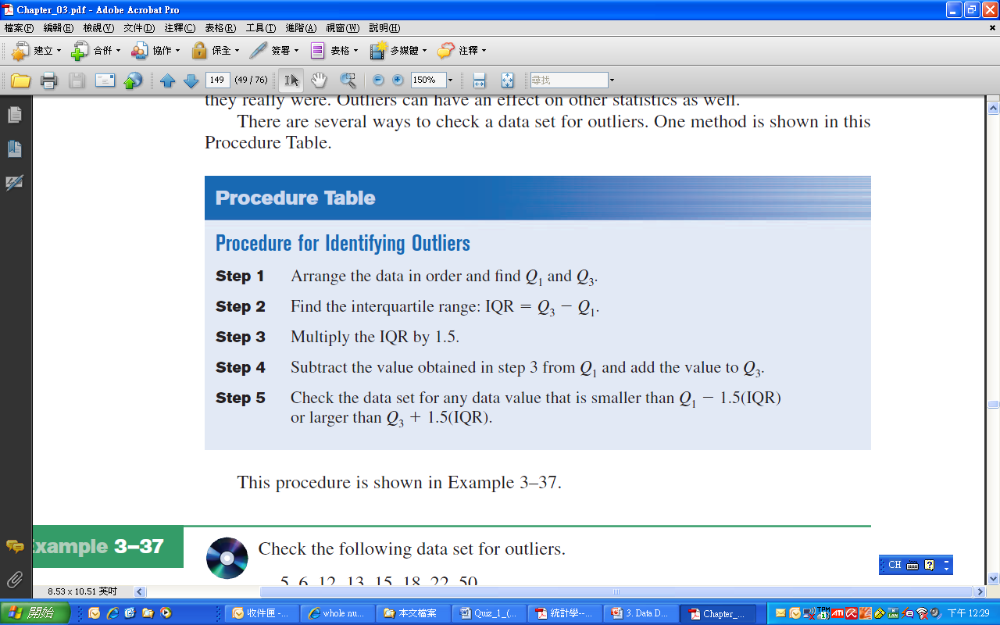 Chapter_03.pdf - Adobe Acrobat Pro
檔案(F) 編輯(E) 檢視(V) 文件(D) 注釋(C) 表格(R) 工具(T) 進階(A) 視窗(W) 說明(H)
建立 合併 協作 保全 簽署 表格 多媒體 注釋
149 (49 / 76) 150% 尋找
they really were. Outliers can have an effect on other statistics as well.
There are several ways to check a data set for outliers. One method is shown in this
Procedure Table.
Procedure Table
Procedure for Identifying Outliers
Step 1 Arrange the data in order and find Q₁ and Q₃.
Step 2 Find the interquartile range: IQR = Q₃ − Q₁.
Step 3 Multiply the IQR by 1.5.
Step 4 Subtract the value obtained in step 3 from Q₁ and add the value to Q₃.
Step 5 Check the data set for any data value that is smaller than Q₁ − 1.5(IQR)
or larger than Q₃ + 1.5(IQR).
This procedure is shown in Example 3–37.
xample 3–37
Check the following data set for outliers.
5, 6, 12, 13, 15, 18, 22, 50
CH
8.53 x 10.51 英吋
開始 收件匣 -... whole nu... 本文檔案 Quiz_1_(... 統計學--... 3. Data D... Chapter_... 下午 12:29